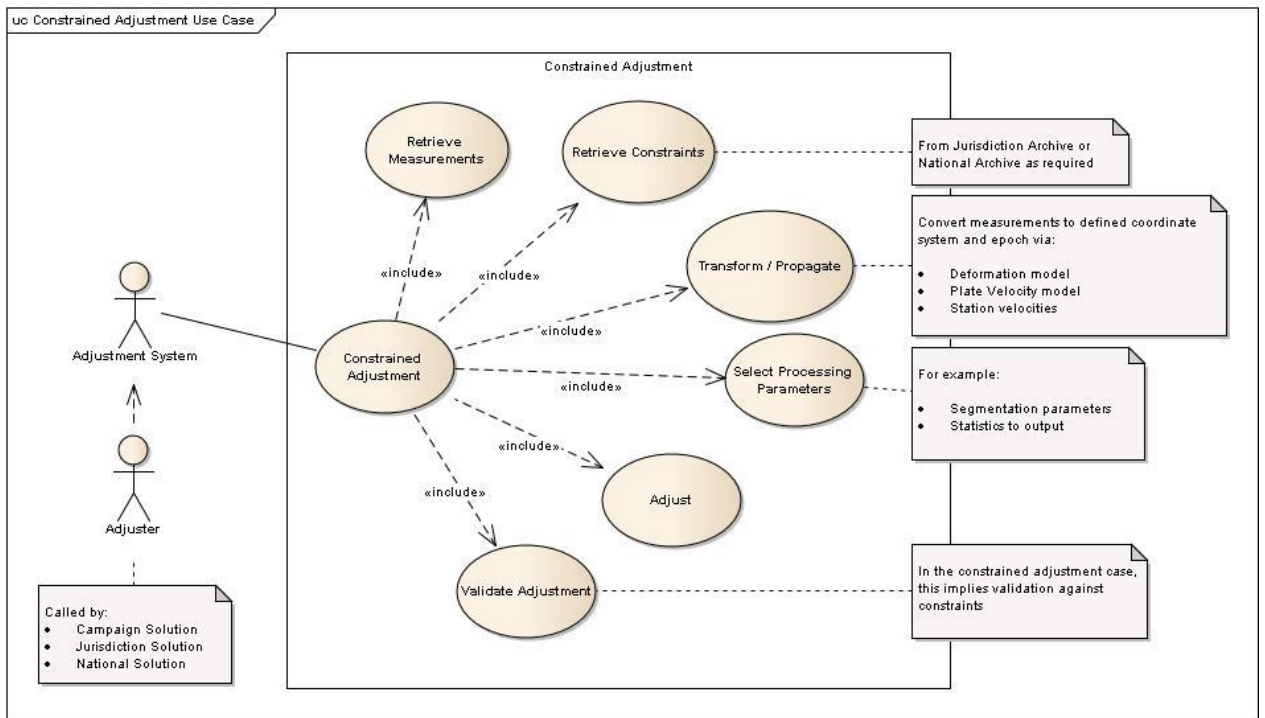 uc Constrained Adjustment Use Case
Constrained Adjustment
Retrieve
Measurements
Retrieve Constraints
From Jurisdiction Archive or
National Archive as required
Transform / Propagate
Convert measurements to defined coordinate
system and epoch via:
• Deformation model
• Plate Velocity model
• Station velocities
«include»
«include»
«include»
«include»
«include»
«include»
Adjustment System
Constrained
Adjustment
Select Processing
Parameters
For example:
• Segmentation parameters
• Statistics to output
Adjust
Adjuster
Validate Adjustment
In the constrained adjustment case,
this implies validation against
constraints
Called by:
• Campaign Solution
• Jurisdiction Solution
• National Solution